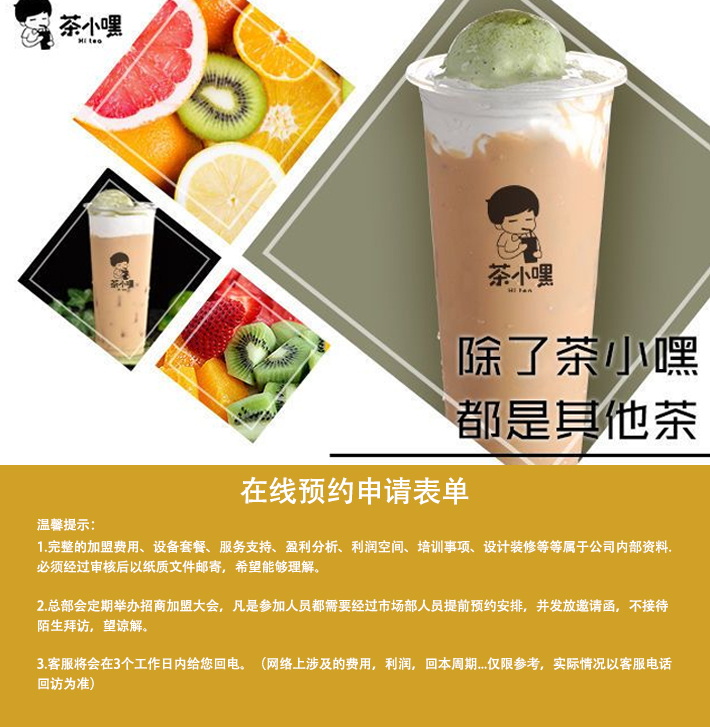 茶小嘿
Hi tea
茶小嘿
Hi tea
茶小嘿
Hi tea
除了茶小嘿
都是其他茶
在线预约申请表单
温馨提示：
1.完整的加盟费用、设备套餐、服务支持、盈利分析、利润空间、培训事项、设计装修等等属于公司内部资料.
必须经过审核后以纸质文件邮寄，希望能够理解。
2.总部会定期举办招商加盟大会，凡是参加人员都需要经过市场部人员提前预约安排，并发放邀请函，不接待
陌生拜访，望谅解。
3.客服将会在3个工作日内给您回电。（网络上涉及的费用，利润，回本周期...仅限参考，实际情况以客服电话
回访为准）